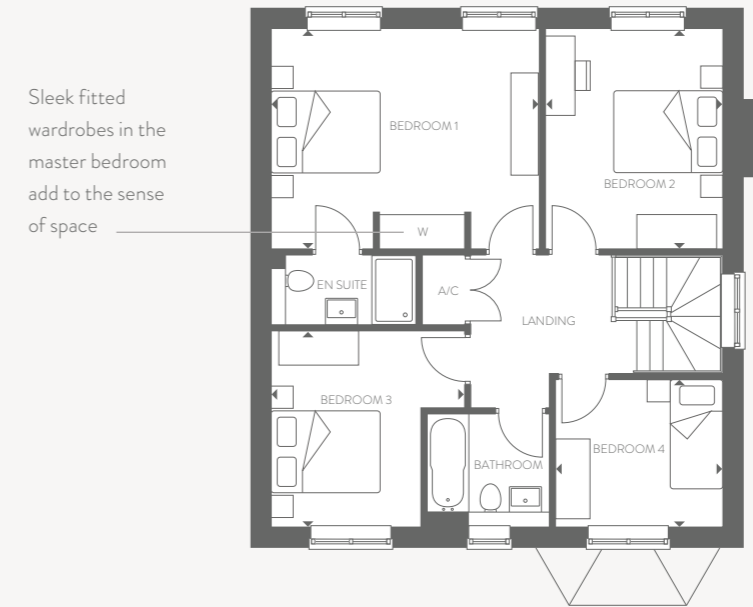 Sleek fitted
wardrobes in the
master bedroom
add to the sense
of space
BEDROOM 1
BEDROOM 2
W
EN SUITE
A/C
LANDING
BEDROOM 3
BEDROOM 4
BATHROOM